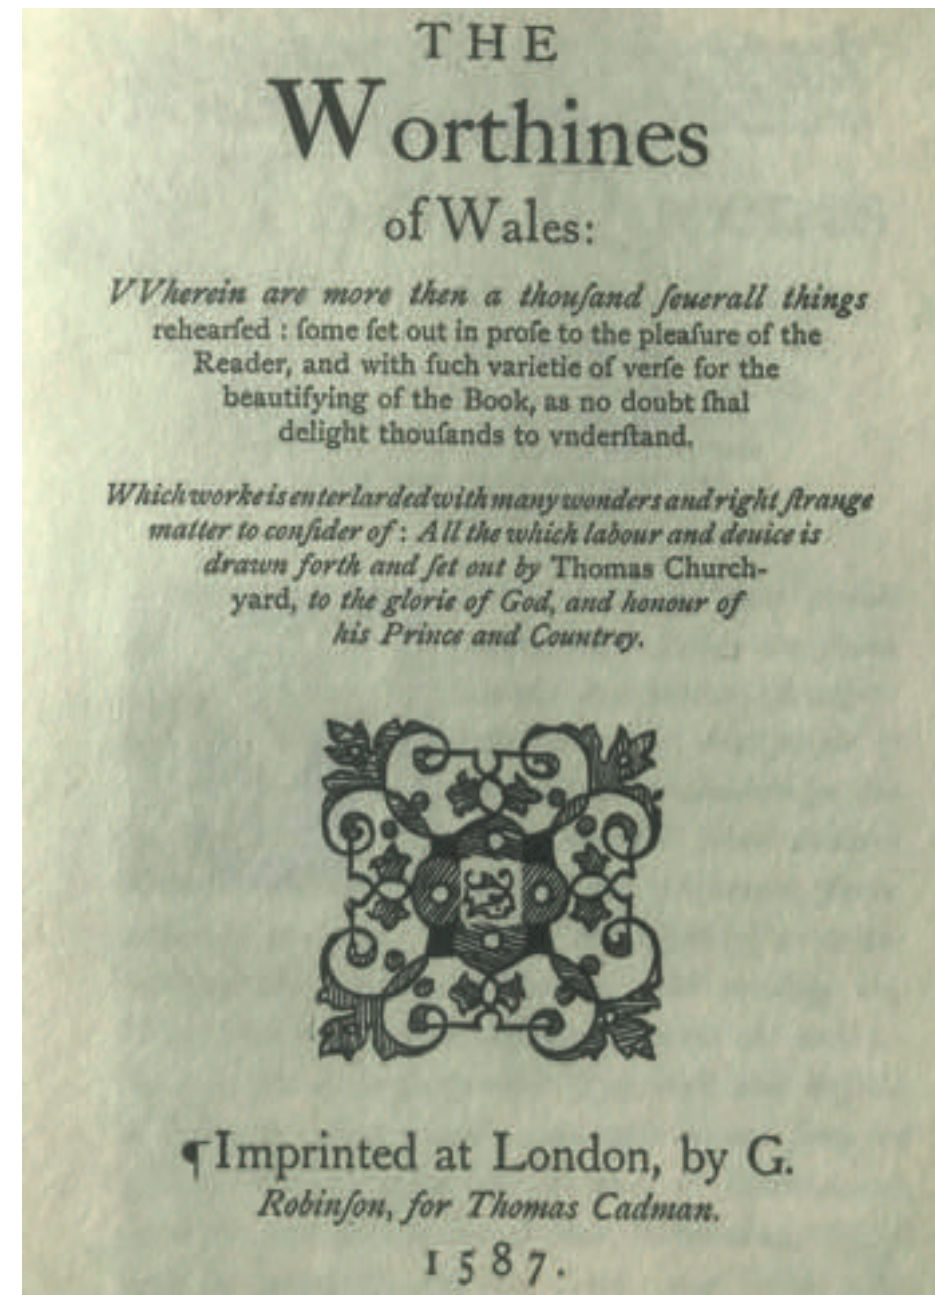 THE
Worthines
of Wales:
VVherein are more then a thouſand ſeuerall things
rehearſed : ſome ſet out in proſe to the pleaſure of the
Reader, and with ſuch varietie of verſe for the
beautifying of the Book, as no doubt ſhal
delight thouſands to vnderſtand.
Which worke is enterlarded with many wonders and right ſtrange
matter to conſider of : All the which labour and deuice is
drawn forth and ſet out by Thomas Church-
yard, to the glorie of God, and honour of
his Prince and Countrey.
¶Imprinted at London, by G.
Robinſon, for Thomas Cadman.
1587.